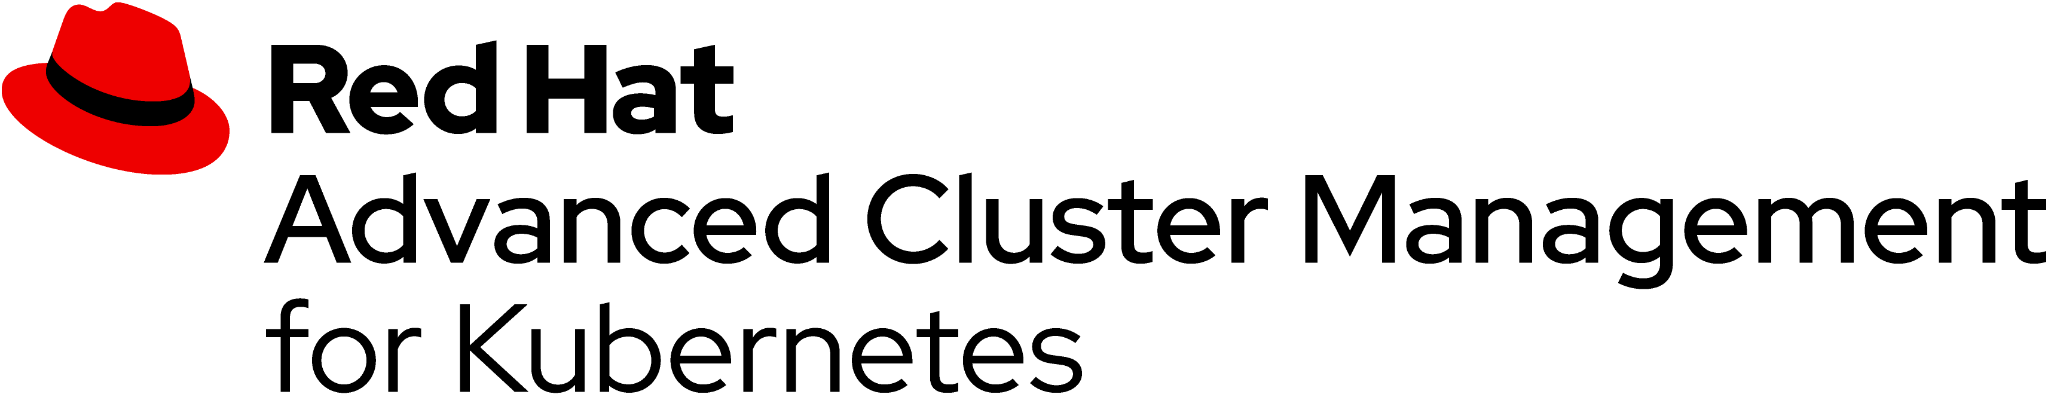 Red Hat
Advanced Cluster Management
for Kubernetes